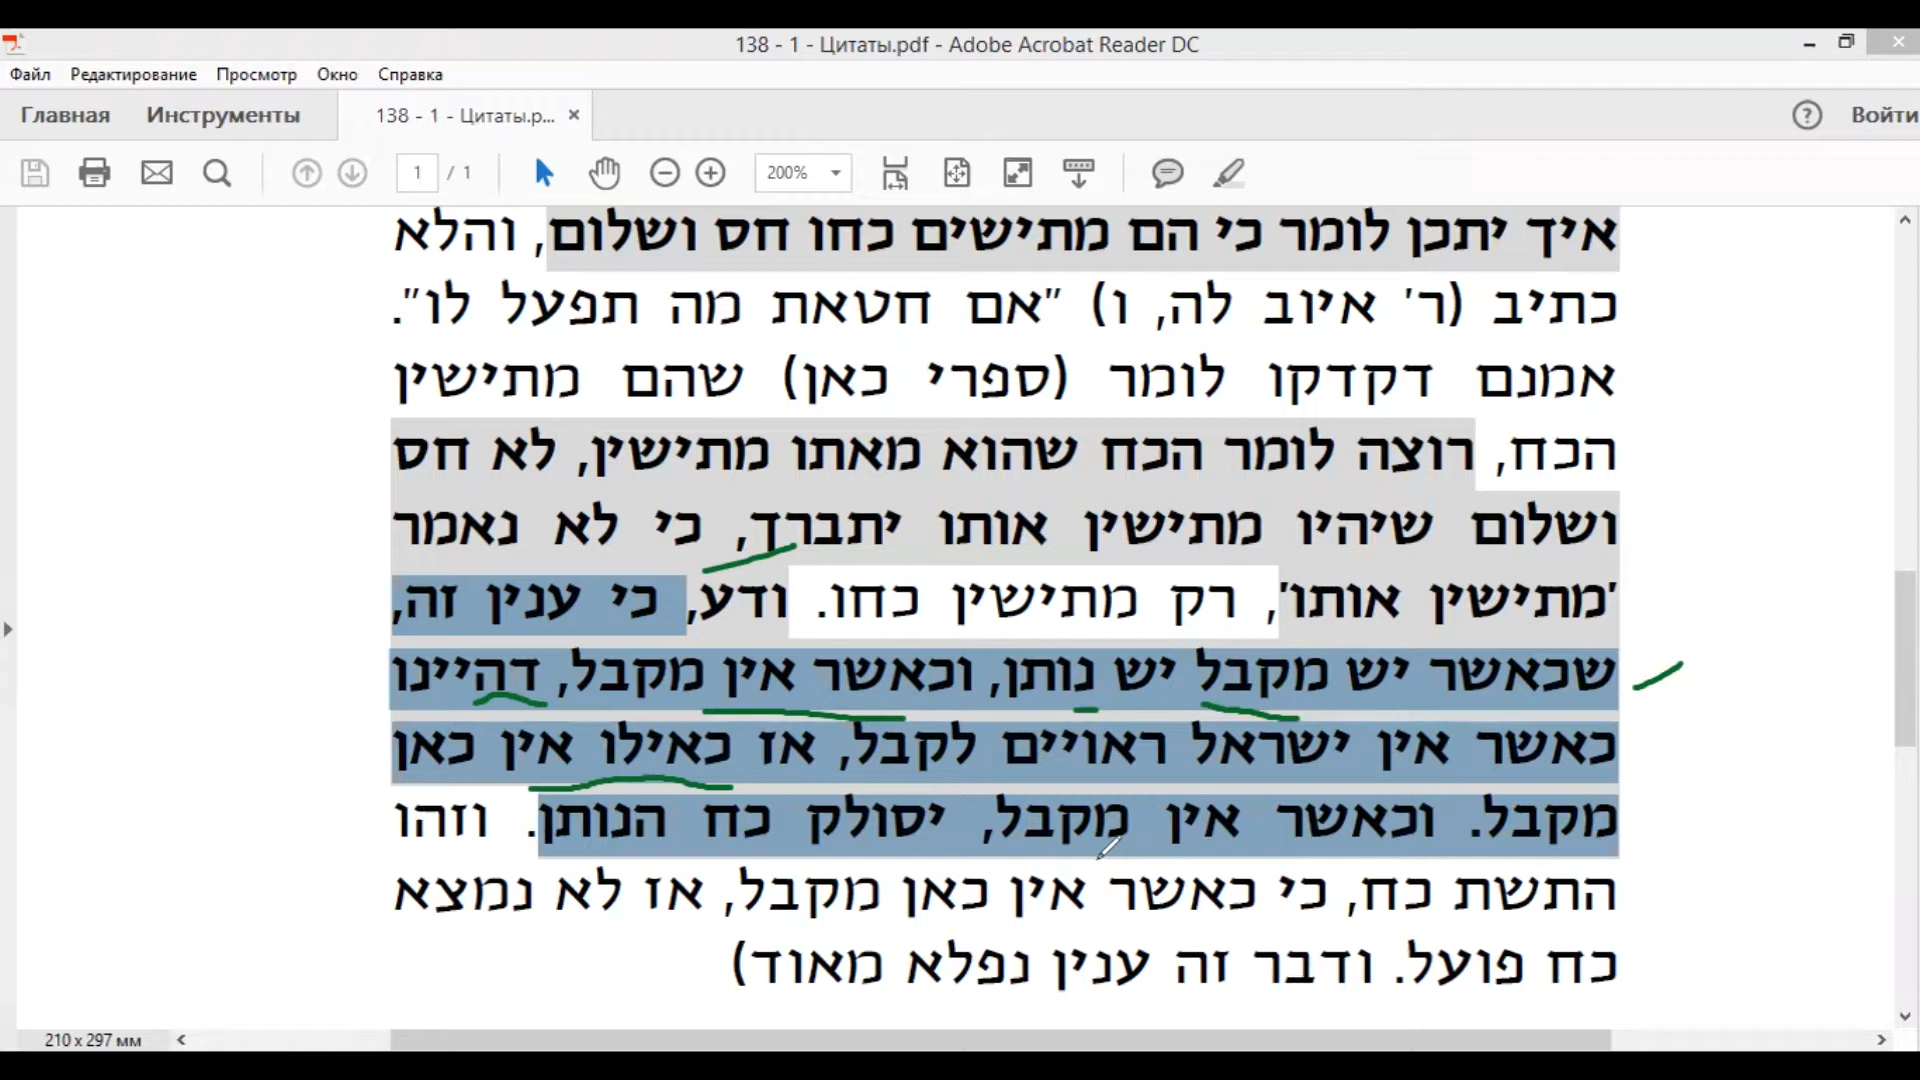 138 - 1 - Цитаты.pdf - Adobe Acrobat Reader DC
Файл Редактирование Просмотр Окно Справка
Главная Инструменты 138 - 1 - Цитаты.p... Войти
1 / 1 200%
איך יתכן לומר כי הם מתישים כחו חס ושלום, והלא
כתיב (ר' איוב לה, ו) "אם חטאת מה תפעל לו".
אמנם דקדקו לומר (ספרי כאן) שהם מתישין
הכח, רוצה לומר הכח שהוא מאתו מתישין, לא חס
ושלום שיהיו מתישין אותו יתברך, כי לא נאמר
'מתישין אותו', רק מתישין כחו. ודע, כי ענין זה,
שכאשר יש מקבל יש נותן, וכאשר אין מקבל, דהיינו
כאשר אין ישראל ראויים לקבל, אז כאילו אין כאן
מקבל. וכאשר אין מקבל, יסולק כח הנותן. וזהו
התשת כח, כי כאשר אין כאן מקבל, אז לא נמצא
כח פועל. ודבר זה ענין נפלא מאוד)
210 x 297 мм